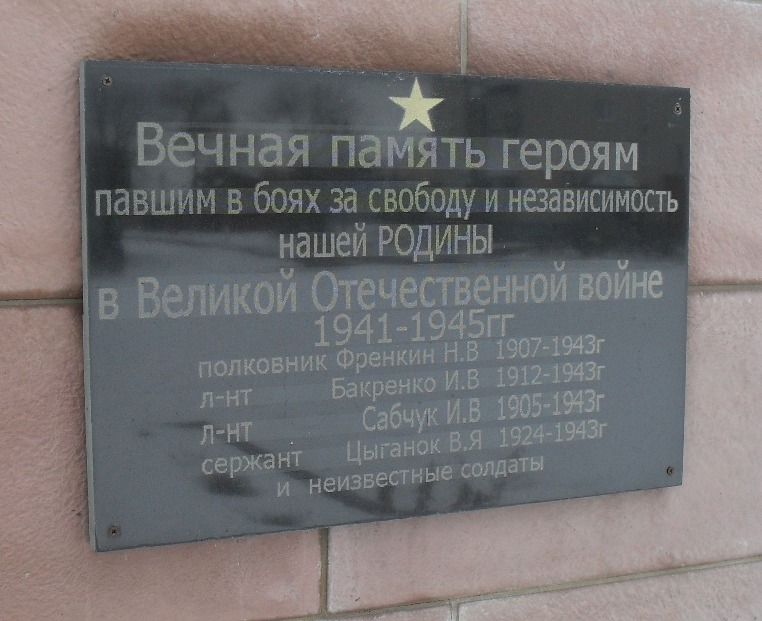 Вечная память героям
павшим в боях за свободу и независимость
нашей РОДИНЫ
в Великой Отечественной войне
1941-1945гг
полковник Френкин Н.В 1907-1943г
л-нт Бакренко И.В 1912-1943г
л-нт Сабчук И.В 1905-1943г
сержант Цыганок В.Я 1924-1943г
и неизвестные солдаты